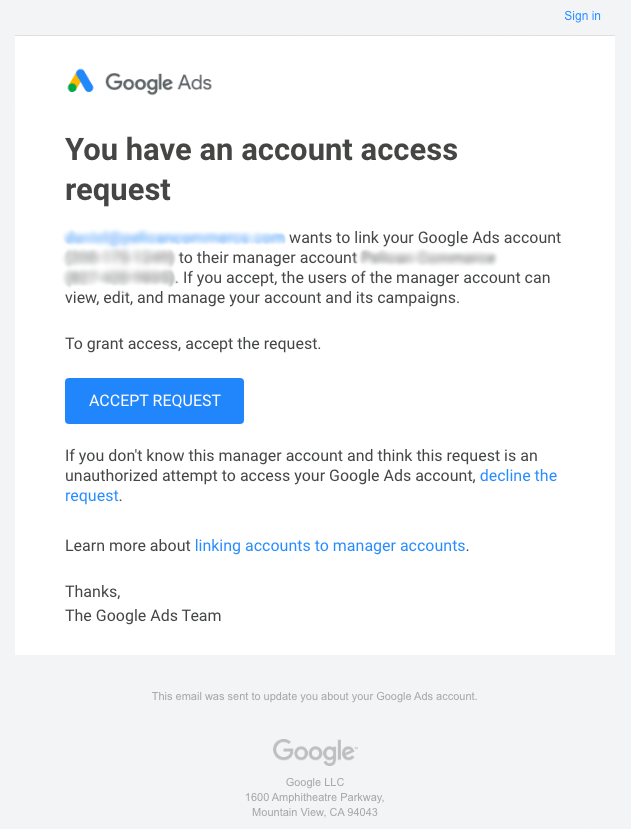 Sign in
Google Ads
You have an account access
request
wants to link your Google Ads account
to their manager account
. If you accept, the users of the manager account can
view, edit, and manage your account and its campaigns.
To grant access, accept the request.
ACCEPT REQUEST
If you don't know this manager account and think this request is an
unauthorized attempt to access your Google Ads account, decline the
request.
Learn more about linking accounts to manager accounts.
Thanks,
The Google Ads Team
This email was sent to update you about your Google Ads account.
Google
Google LLC
1600 Amphitheatre Parkway,
Mountain View, CA 94043